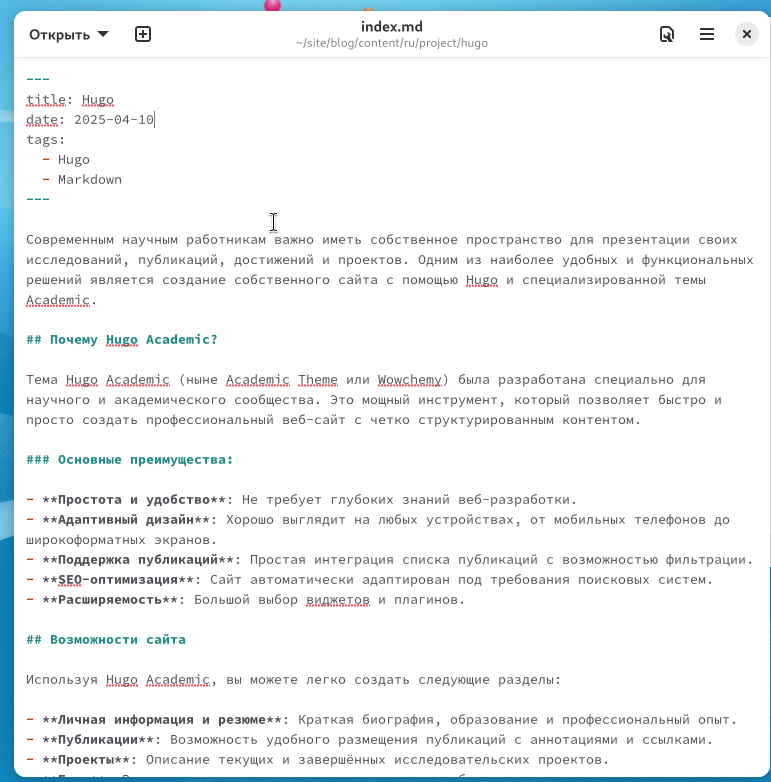 Открыть
index.md
~/site/blog/content/ru/project/hugo
---
title: Hugo
date: 2025-04-10
tags:
- Hugo
- Markdown
---
Современным научным работникам важно иметь собственное пространство для презентации своих
исследований, публикаций, достижений и проектов. Одним из наиболее удобных и функциональных
решений является создание собственного сайта с помощью Hugo и специализированной темы
Academic.
## Почему Hugo Academic?
Тема Hugo Academic (ныне Academic Theme или Wowchemy) была разработана специально для
научного и академического сообщества. Это мощный инструмент, который позволяет быстро и
просто создать профессиональный веб-сайт с четко структурированным контентом.
### Основные преимущества:
- **Простота и удобство**: Не требует глубоких знаний веб-разработки.
- **Адаптивный дизайн**: Хорошо выглядит на любых устройствах, от мобильных телефонов до
широкоформатных экранов.
- **Поддержка публикаций**: Простая интеграция списка публикаций с возможностью фильтрации.
- **SEO-оптимизация**: Сайт автоматически адаптирован под требования поисковых систем.
- **Расширяемость**: Большой выбор виджетов и плагинов.
## Возможности сайта
Используя Hugo Academic, вы можете легко создать следующие разделы:
- **Личная информация и резюме**: Краткая биография, образование и профессиональный опыт.
- **Публикации**: Возможность удобного размещения публикаций с аннотациями и ссылками.
- **Проекты**: Описание текущих и завершённых исследовательских проектов.